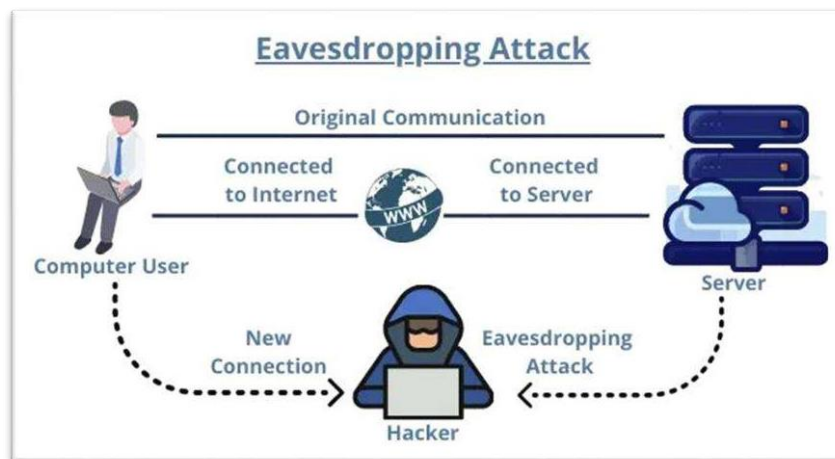 Eavesdropping Attack
Original Communication
Connected
to Internet
Connected
to Server
WWW
Computer User
Server
New
Connection
Eavesdropping
Attack
Hacker